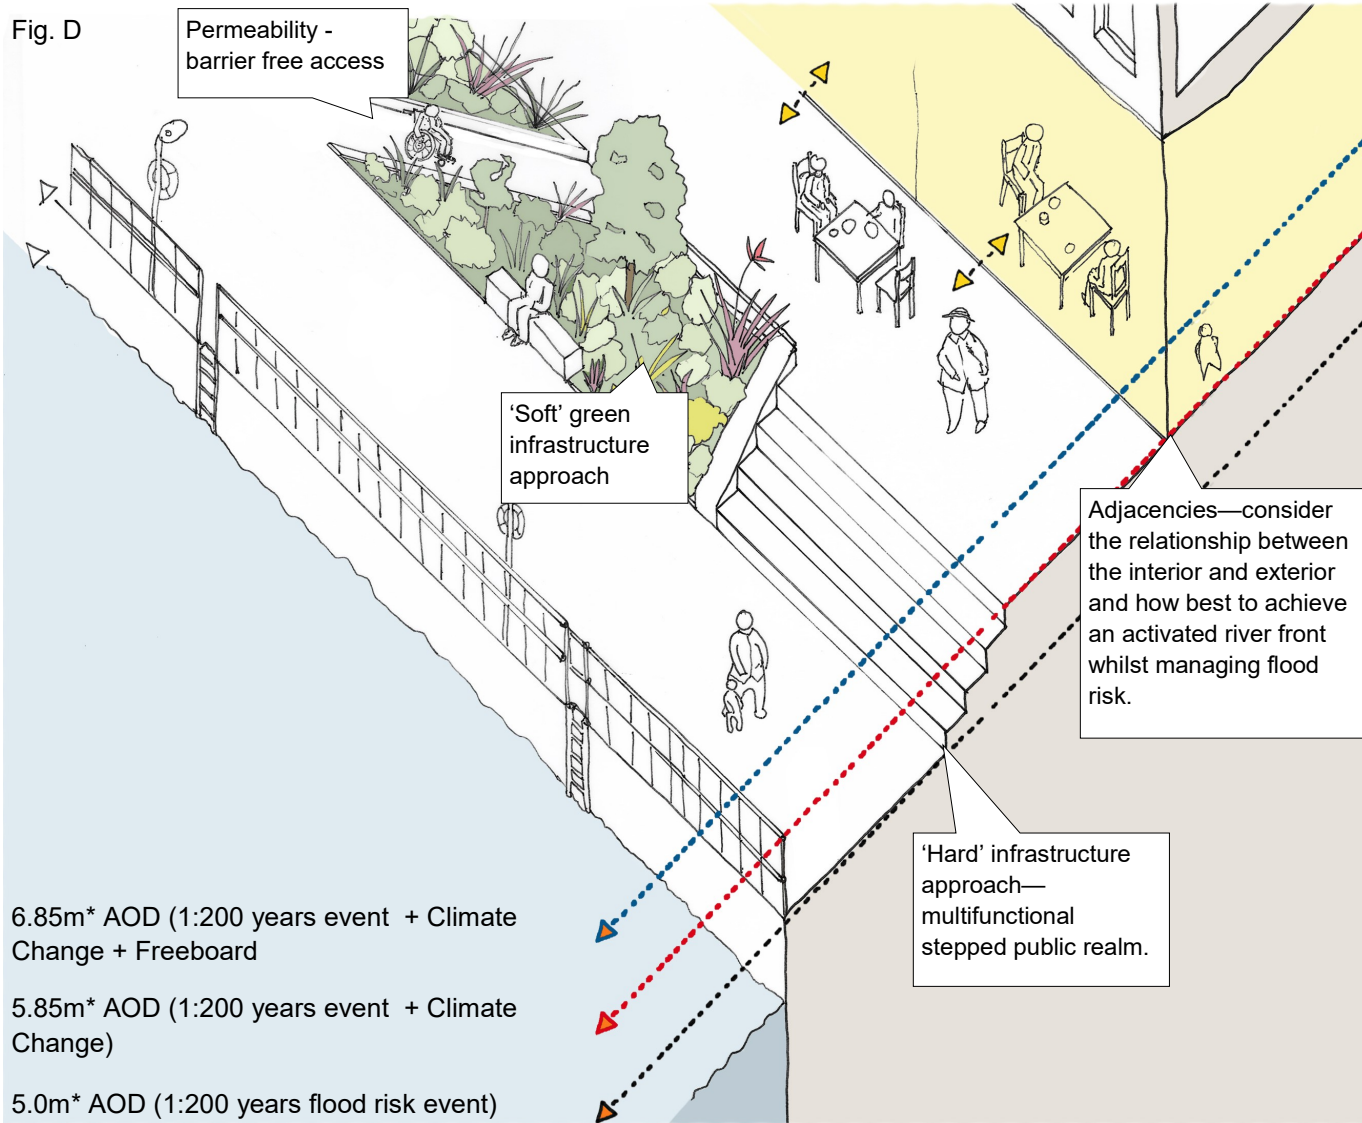 Fig. D
Permeability -
barrier free access
‘Soft’ green
infrastructure
approach
Adjacencies—consider
the relationship between
the interior and exterior
and how best to achieve
an activated river front
whilst managing flood
risk.
‘Hard’ infrastructure
approach—
multifunctional
stepped public realm.
6.85m* AOD (1:200 years event + Climate
Change + Freeboard
5.85m* AOD (1:200 years event + Climate
Change)
5.0m* AOD (1:200 years flood risk event)